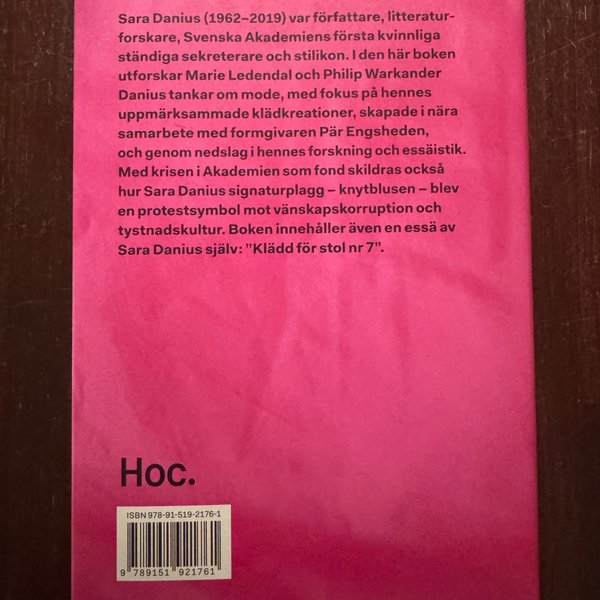 Sara Danius (1962–2019) var författare, litteratur-
forskare, Svenska Akademiens första kvinnliga
ständiga sekreterare och stilikon. I den här boken
utforskar Marie Ledendal och Philip Warkander
Danius tankar om mode, med fokus på hennes
uppmärksammade klädkreationer, skapade i nära
samarbete med formgivaren Pär Engsheden,
och genom nedslag i hennes forskning och essäistik.
Med krisen i Akademien som fond skildras också
hur Sara Danius signaturplagg – knytblusen – blev
en protestsymbol mot vänskapskorruption och
tystnadskultur. Boken innehåller även en essä av
Sara Danius själv: ”Klädd för stol nr 7”.
Hoc.
ISBN 978-91-519-2176-1
9 789151 921761